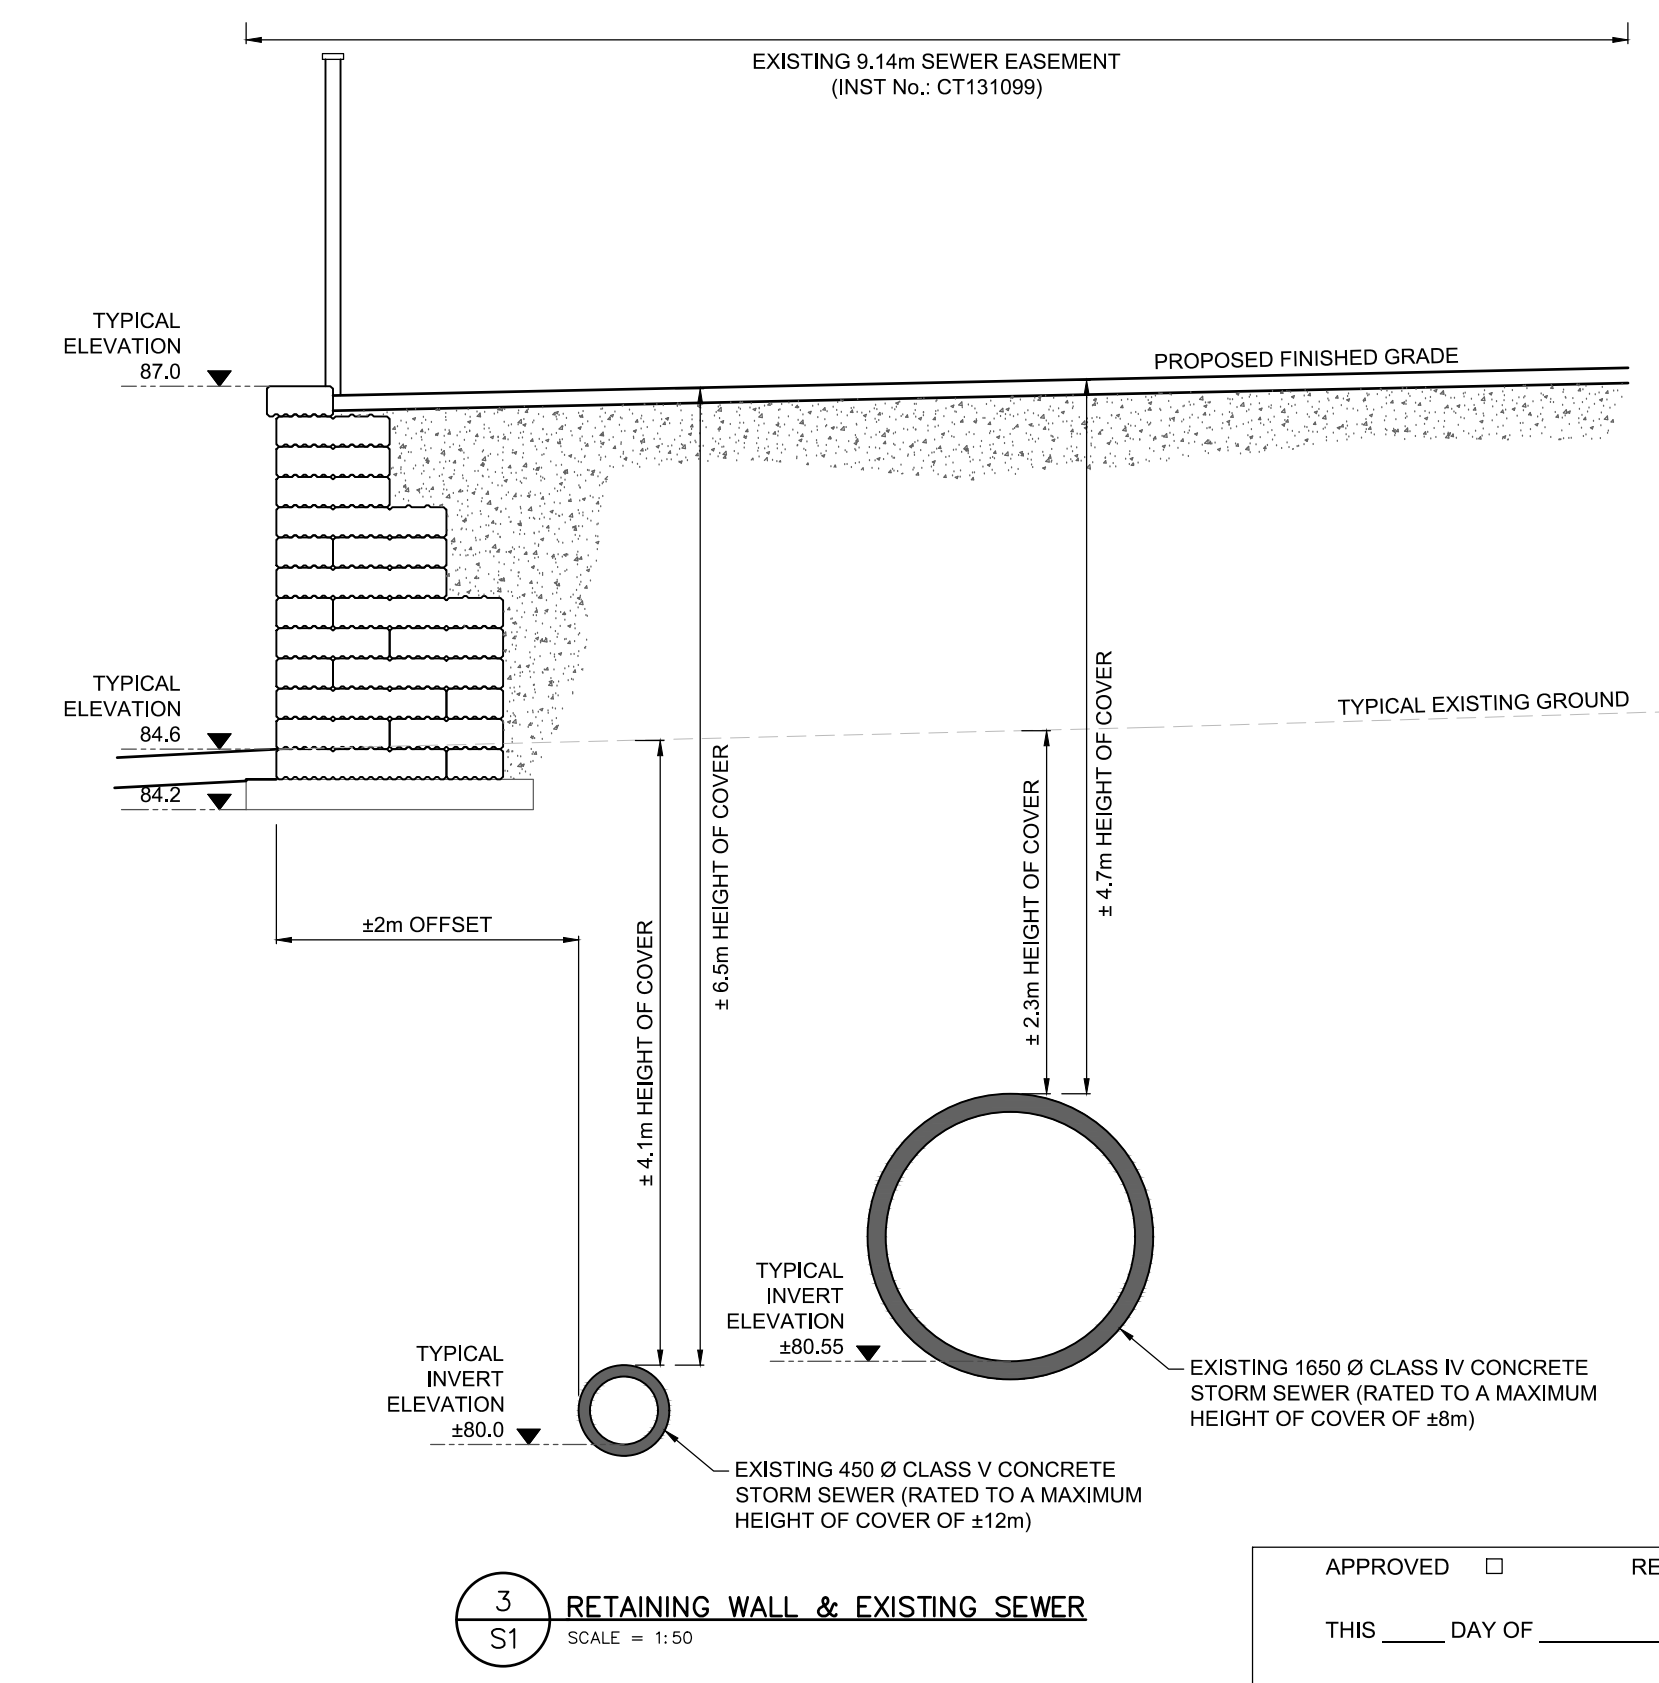 EXISTING 9.14m SEWER EASEMENT
(INST No.: CT131099)
TYPICAL
ELEVATION
87.0
PROPOSED FINISHED GRADE
TYPICAL
ELEVATION
84.6
TYPICAL EXISTING GROUND
84.2
±2m OFFSET
± 4.1m HEIGHT OF COVER
± 6.5m HEIGHT OF COVER
± 2.3m HEIGHT OF COVER
± 4.7m HEIGHT OF COVER
TYPICAL
INVERT
ELEVATION
±80.55
TYPICAL
INVERT
ELEVATION
±80.0
EXISTING 1650 Ø CLASS IV CONCRETE
STORM SEWER (RATED TO A MAXIMUM
HEIGHT OF COVER OF ±8m)
EXISTING 450 Ø CLASS V CONCRETE
STORM SEWER (RATED TO A MAXIMUM
HEIGHT OF COVER OF ±12m)
3
S1
RETAINING WALL & EXISTING SEWER
SCALE = 1:50
APPROVED □ RE
THIS _____ DAY OF __________